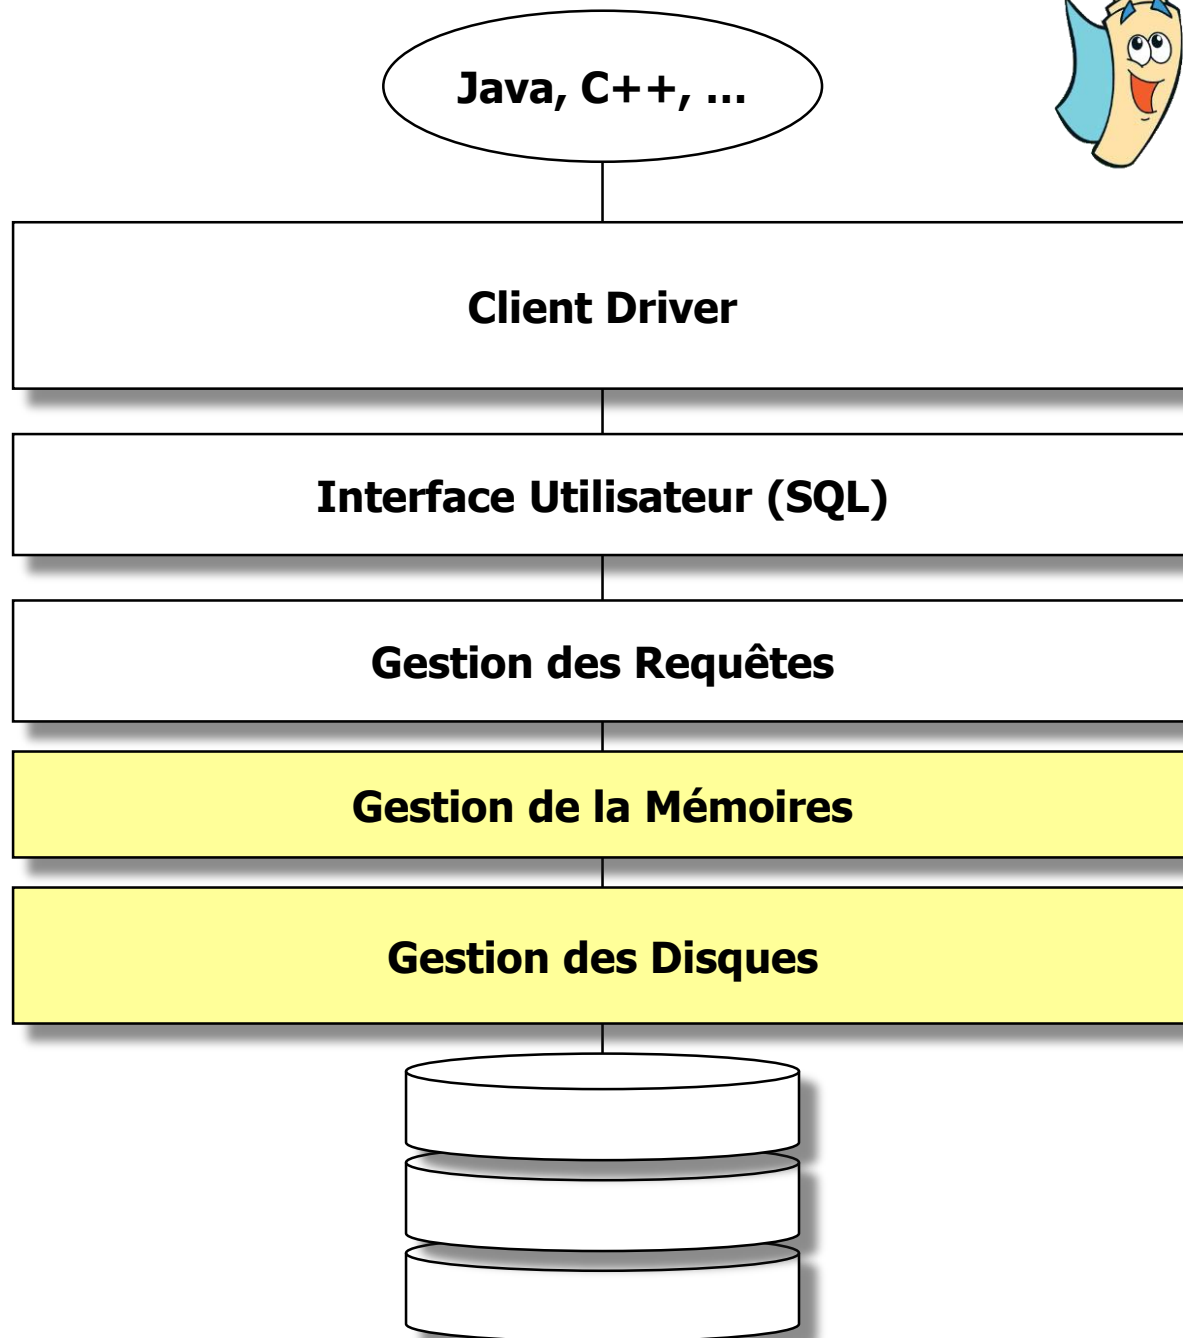 Java, C++, ...
Client Driver
Interface Utilisateur (SQL)
Gestion des Requêtes
Gestion de la Mémoires
Gestion des Disques